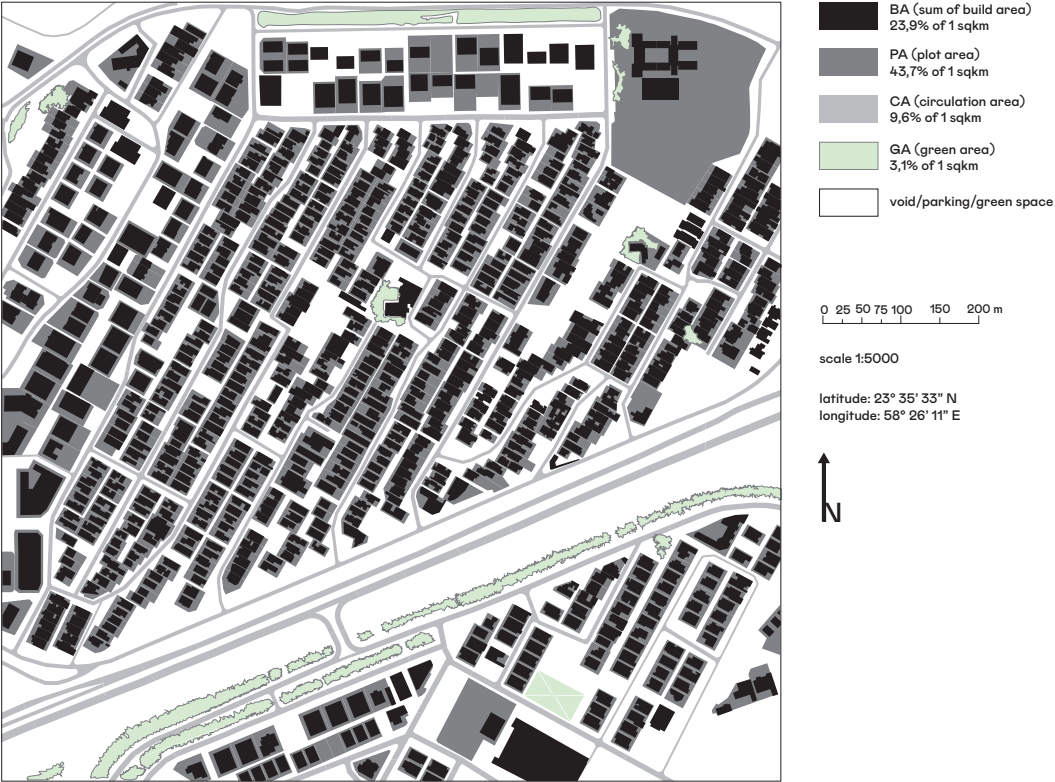 BA (sum of build area)
23,9% of 1 sqkm
PA (plot area)
43,7% of 1 sqkm
CA (circulation area)
9,6% of 1 sqkm
GA (green area)
3,1% of 1 sqkm
void/parking/green space
0 25 50 75 100 150 200 m
scale 1:5000
latitude: 23° 35’ 33” N
longitude: 58° 26’ 11” E
N